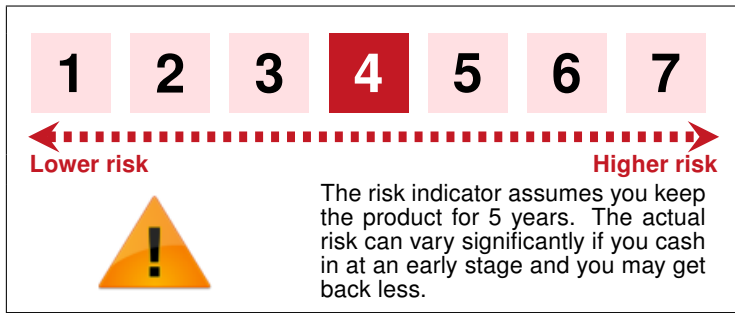 1 2 3 4 5 6 7
Lower risk Higher risk
The risk indicator assumes you keep
the product for 5 years. The actual
risk can vary significantly if you cash
in at an early stage and you may get
back less.